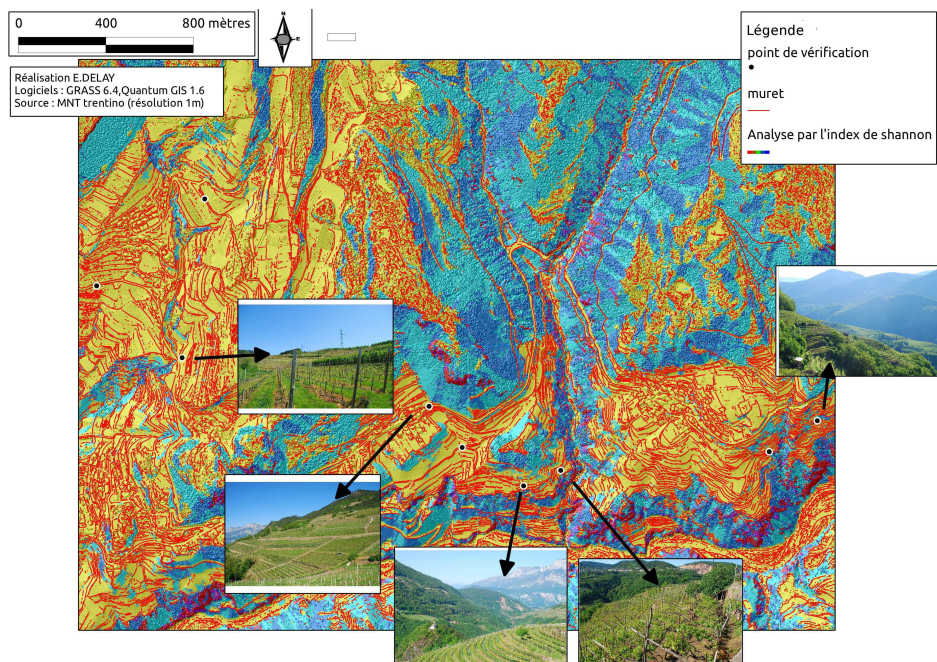 0 400 800 mètres
N
E
Réalisation E.DELAY
Logiciels : GRASS 6.4,Quantum GIS 1.6
Source : MNT trentino (résolution 1m)
Légende
point de vérification
muret
Analyse par l'index de shannon